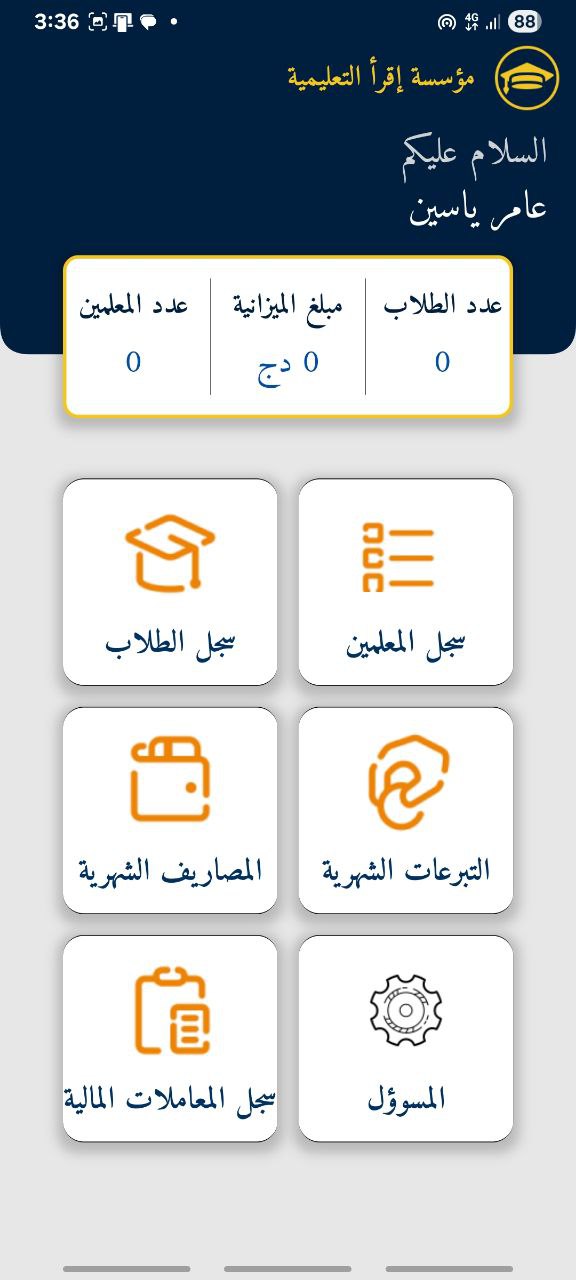 3:36
4G
88
مؤسسة إقرأ التعليمية
السلام عليكم
عامر ياسين
عدد الطلاب
مبلغ الميزانية
عدد المعلمين
0
0 دج
0
سجل المعلمين
سجل الطلاب
التبرعات الشهرية
المصاريف الشهرية
المسوؤل
سجل المعاملات المالية